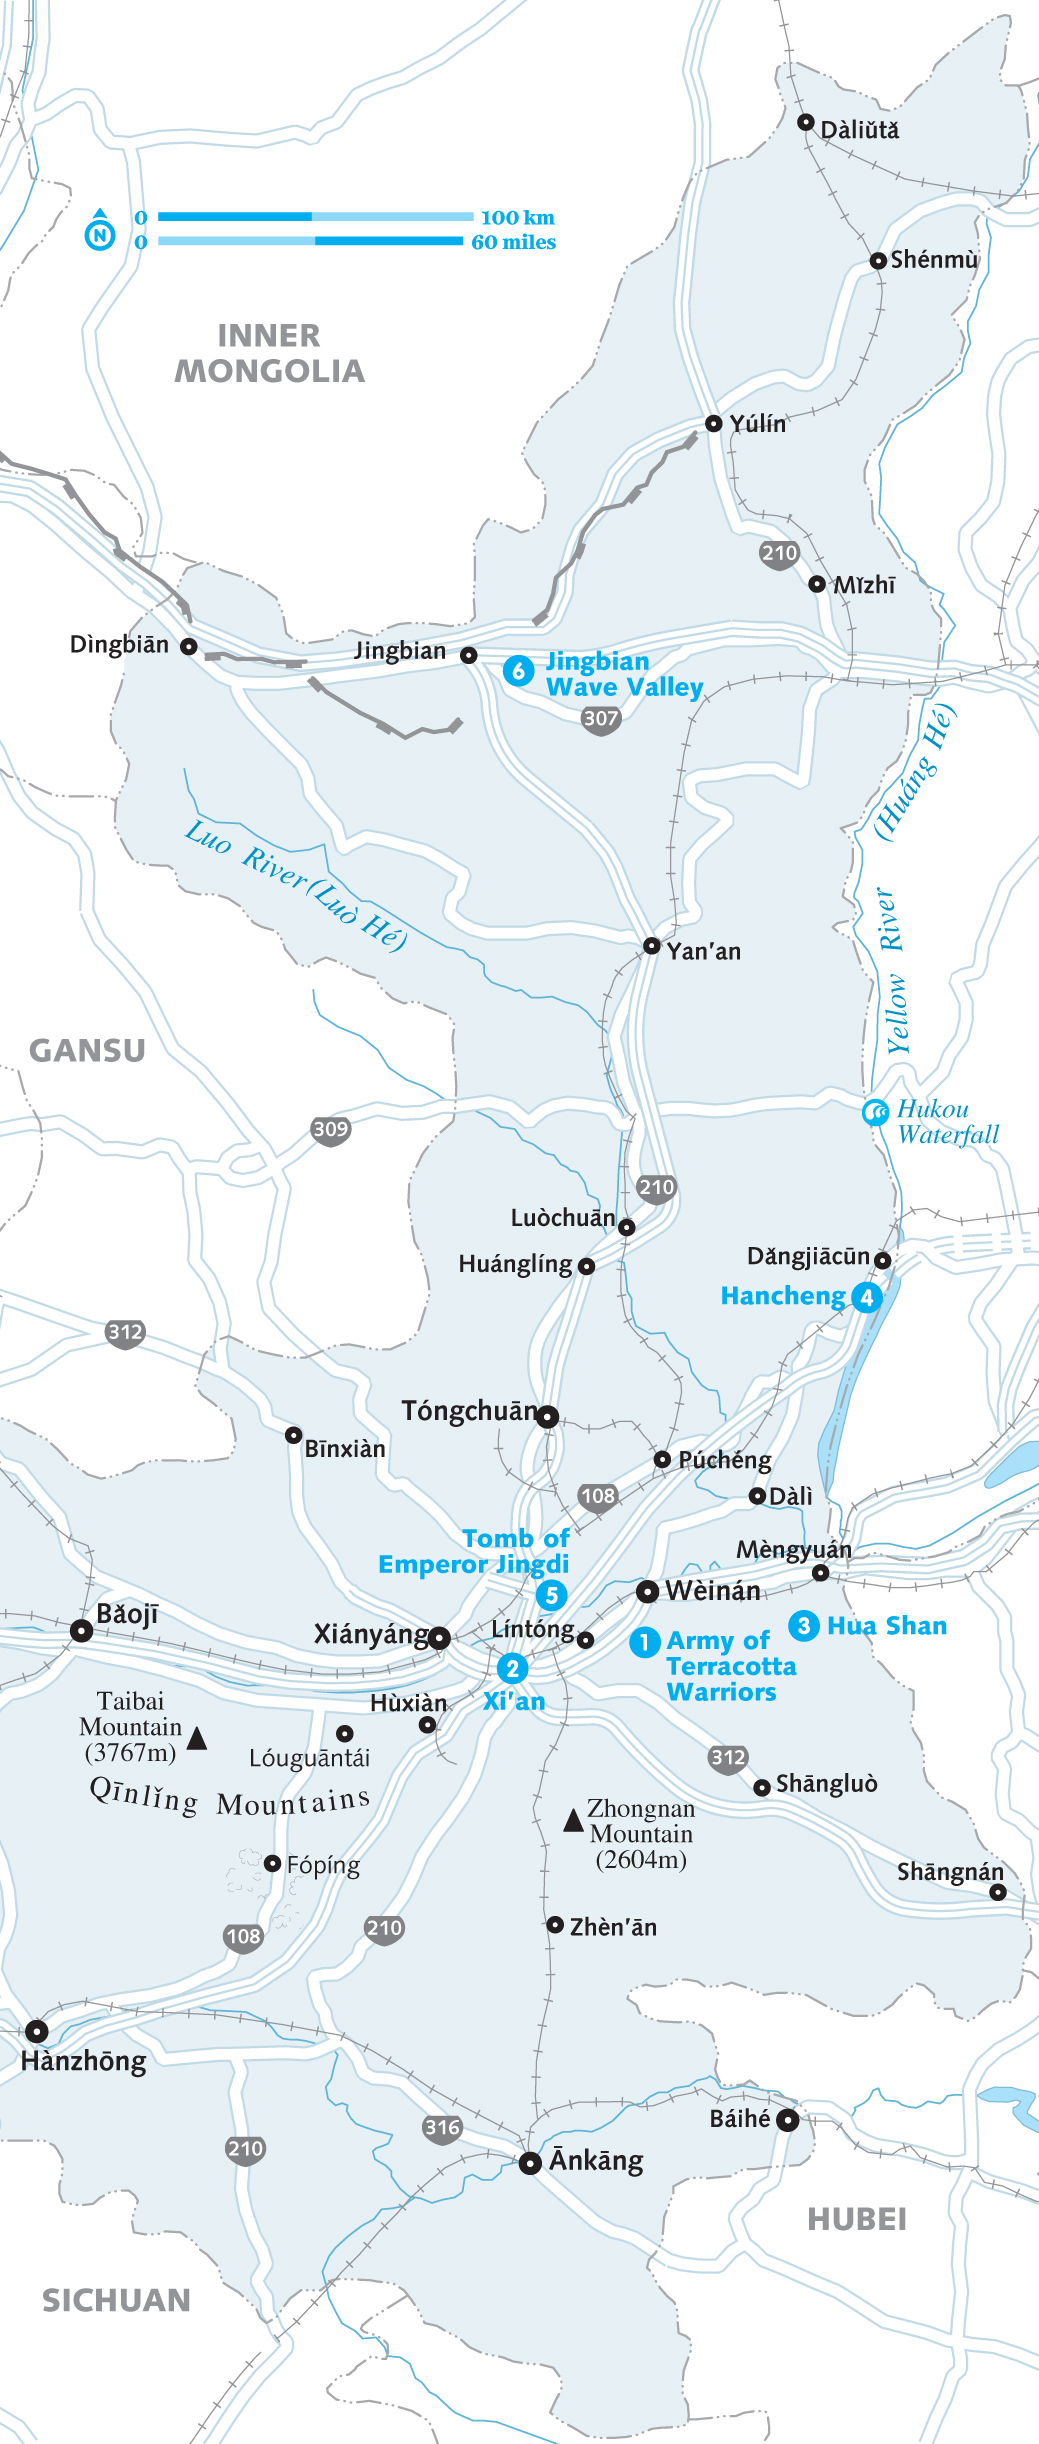 Dàliǔtǎ
0 100 km
N
0 60 miles
Shénmù
INNER
MONGOLIA
Yúlín
210
Mǐzhī
Dìngbiān
Jingbian
6 Jingbian
Wave Valley
307
(Huáng Hé)
Luo River (Luò Hé)
Yellow River
Yan'an
GANSU
Hukou
Waterfall
309
210
Luòchuān
Huánglíng
Dǎngjiācūn
Hancheng 4
312
Tóngchuān
Bīnxiàn
Púchéng
108
Dàlì
Tomb of
Emperor Jingdi
5
Mèngyuán
Wèinán
Bǎojī
Xiányáng
Líntóng
3 Hua Shan
1 Army of
Terracotta
Warriors
2
Xi'an
Taibai
Mountain
(3767m)
Hùxiàn
Lóuguāntái
Qīnlǐng Mountains
312
Shāngluò
Zhongnan
Mountain
(2604m)
Fópíng
Shāngnán
108
210
Zhèn'ān
Hànzhōng
316
210
Báihé
Ānkāng
HUBEI
SICHUAN